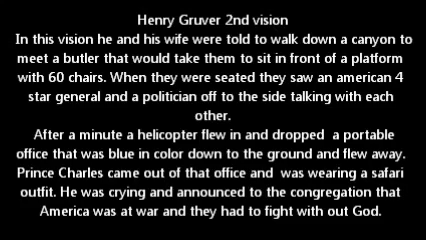 Henry Gruver 2nd vision
In this vision he and his wife were told to walk down a canyon to
meet a butler that would take them to sit in front of a platform
with 60 chairs. When they were seated they saw an american 4
star general and a politician off to the side talking with each
other.
After a minute a helicopter flew in and dropped a portable
office that was blue in color down to the ground and flew away.
Prince Charles came out of that office and was wearing a safari
outfit. He was crying and announced to the congregation that
America was at war and they had to fight with out God.